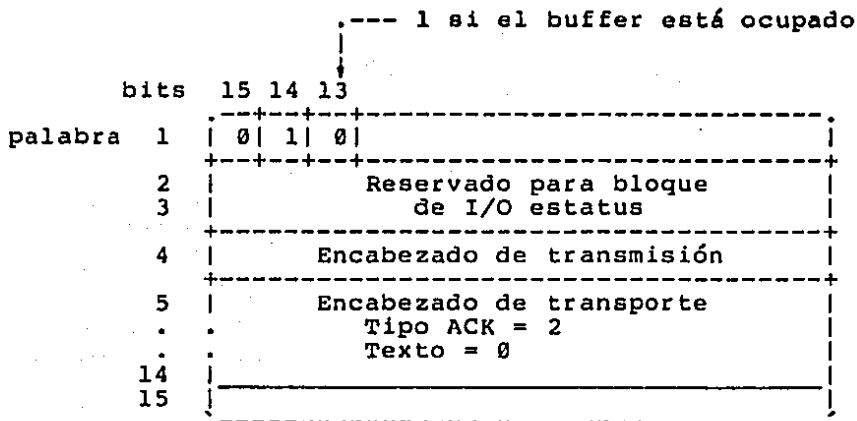 1 si el buffer está ocupado
bits 15 14 13
palabra 1 0 1 0
2 Reservado para bloque
3 de I/O estatus
4 Encabezado de transmisión
5 Encabezado de transporte
. Tipo ACK = 2
. Texto = 0
14
15